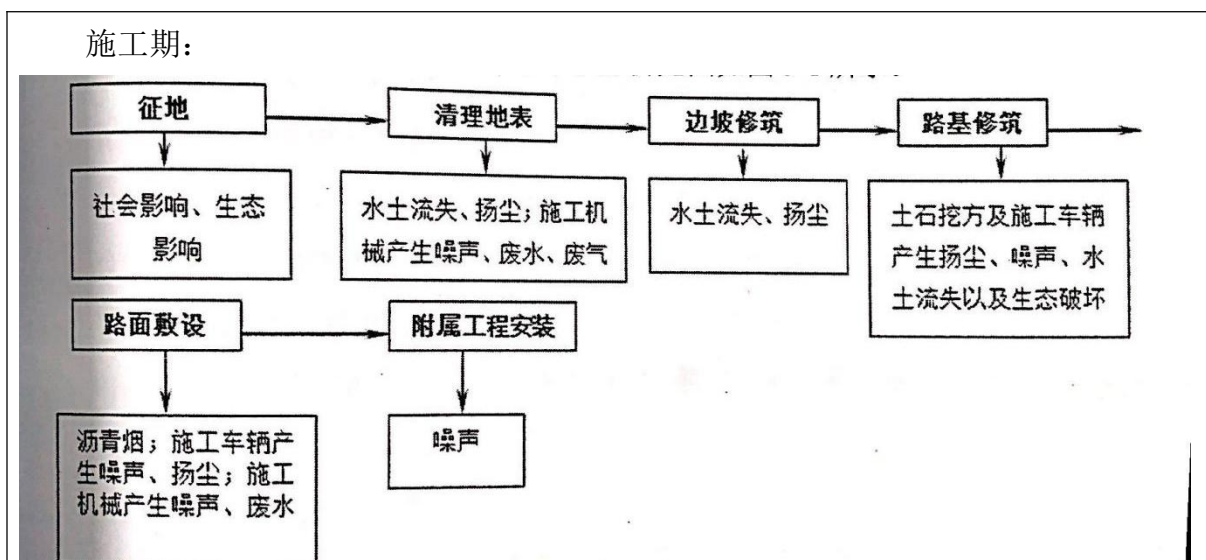 施工期：
征地
清理地表
边坡修筑
路基修筑
社会影响、生态
影响
水土流失、扬尘；施工机
械产生噪声、废水、废气
水土流失、扬尘
土石挖方及施工车辆
产生扬尘、噪声、水
土流失以及生态破坏
路面敷设
附属工程安装
沥青烟；施工车辆产
生噪声、扬尘；施工
机械产生噪声、废水
噪声